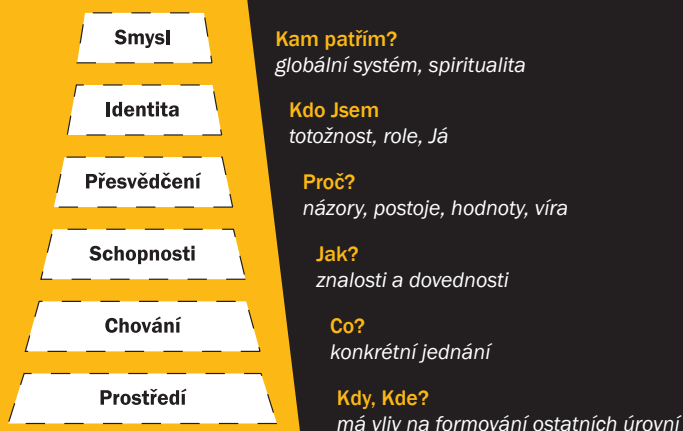 Smysl
Kam patřím?
globální systém, spiritualita
Identita
Kdo Jsem
totožnost, role, Já
Přesvědčení
Proč?
názory, postoje, hodnoty, víra
Schopnosti
Jak?
znalosti a dovednosti
Chování
Co?
konkrétní jednání
Prostředí
Kdy, Kde?
má vliv na formování ostatních úrovní